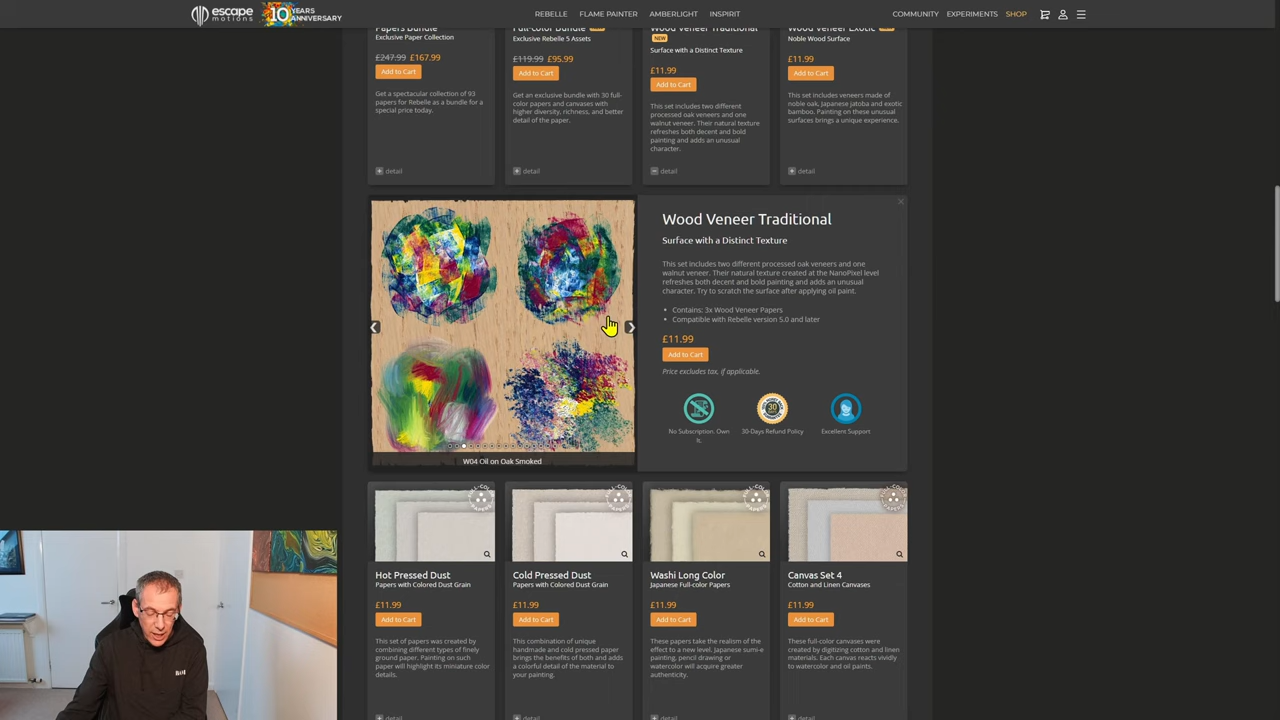 escape
motions
10 YEARS
ANNIVERSARY
REBELLE
FLAME PAINTER
AMBERLIGHT
INSPIRIT
COMMUNITY
EXPERIMENTS
SHOP
Papers Bundle
Exclusive Paper Collection
£247.99 £167.99
Add to Cart
Get a spectacular collection of 93
papers for Rebelle as a bundle for a
special price today.
detail
Full-color Bundle
Exclusive Rebelle 5 Assets
£119.99 £95.99
Add to Cart
Get an exclusive bundle with 30 full-
color papers and canvases with
higher diversity, richness, and better
detail of the paper.
detail
Wood Veneer Traditional
NEW
Surface with a Distinct Texture
£11.99
Add to Cart
This set includes two different
processed oak veneers and one
walnut veneer. Their natural texture
refreshes both decent and bold
painting and adds an unusual
character.
detail
Wood Veneer Exotic
Noble Wood Surface
£11.99
Add to Cart
This set includes veneers made of
noble oak, Japanese jatoba and exotic
bamboo. Painting on these unusual
surfaces brings a unique experience.
detail
W04 Oil on Oak Smoked
Wood Veneer Traditional
Surface with a Distinct Texture
This set includes two different processed oak veneers and one
walnut veneer. Their natural texture created at the NanoPixel level
refreshes both decent and bold painting and adds an unusual
character. Try to scratch the surface after applying oil paint.
• Contains: 3x Wood Veneer Papers
• Compatible with Rebelle version 5.0 and later
£11.99
Add to Cart
Price excludes tax, if applicable.
30
No Subscription. Own
It.
30-Days Refund Policy
Excellent Support
FULL-COLOR
PAPERS
Hot Pressed Dust
Papers with Colored Dust Grain
£11.99
Add to Cart
This set of papers was created by
combining different types of finely
ground paper. Painting on such
paper will highlight its miniature color
details.
detail
FULL-COLOR
PAPERS
Cold Pressed Dust
Papers with Colored Dust Grain
£11.99
Add to Cart
This combination of unique
handmade and cold pressed paper
brings the benefits of both and adds
a colorful detail of the material to
your painting.
detail
FULL-COLOR
PAPERS
Washi Long Color
Japanese Full-color Papers
£11.99
Add to Cart
These papers take the realism of the
effect to a new level. Japanese sumi-e
painting, pencil drawing or
watercolor will acquire greater
authenticity.
detail
FULL-COLOR
PAPERS
Canvas Set 4
Cotton and Linen Canvases
£11.99
Add to Cart
These full-color canvases were
created by digitizing cotton and linen
materials. Each canvas reacts vividly
to watercolor and oil paints.
detail